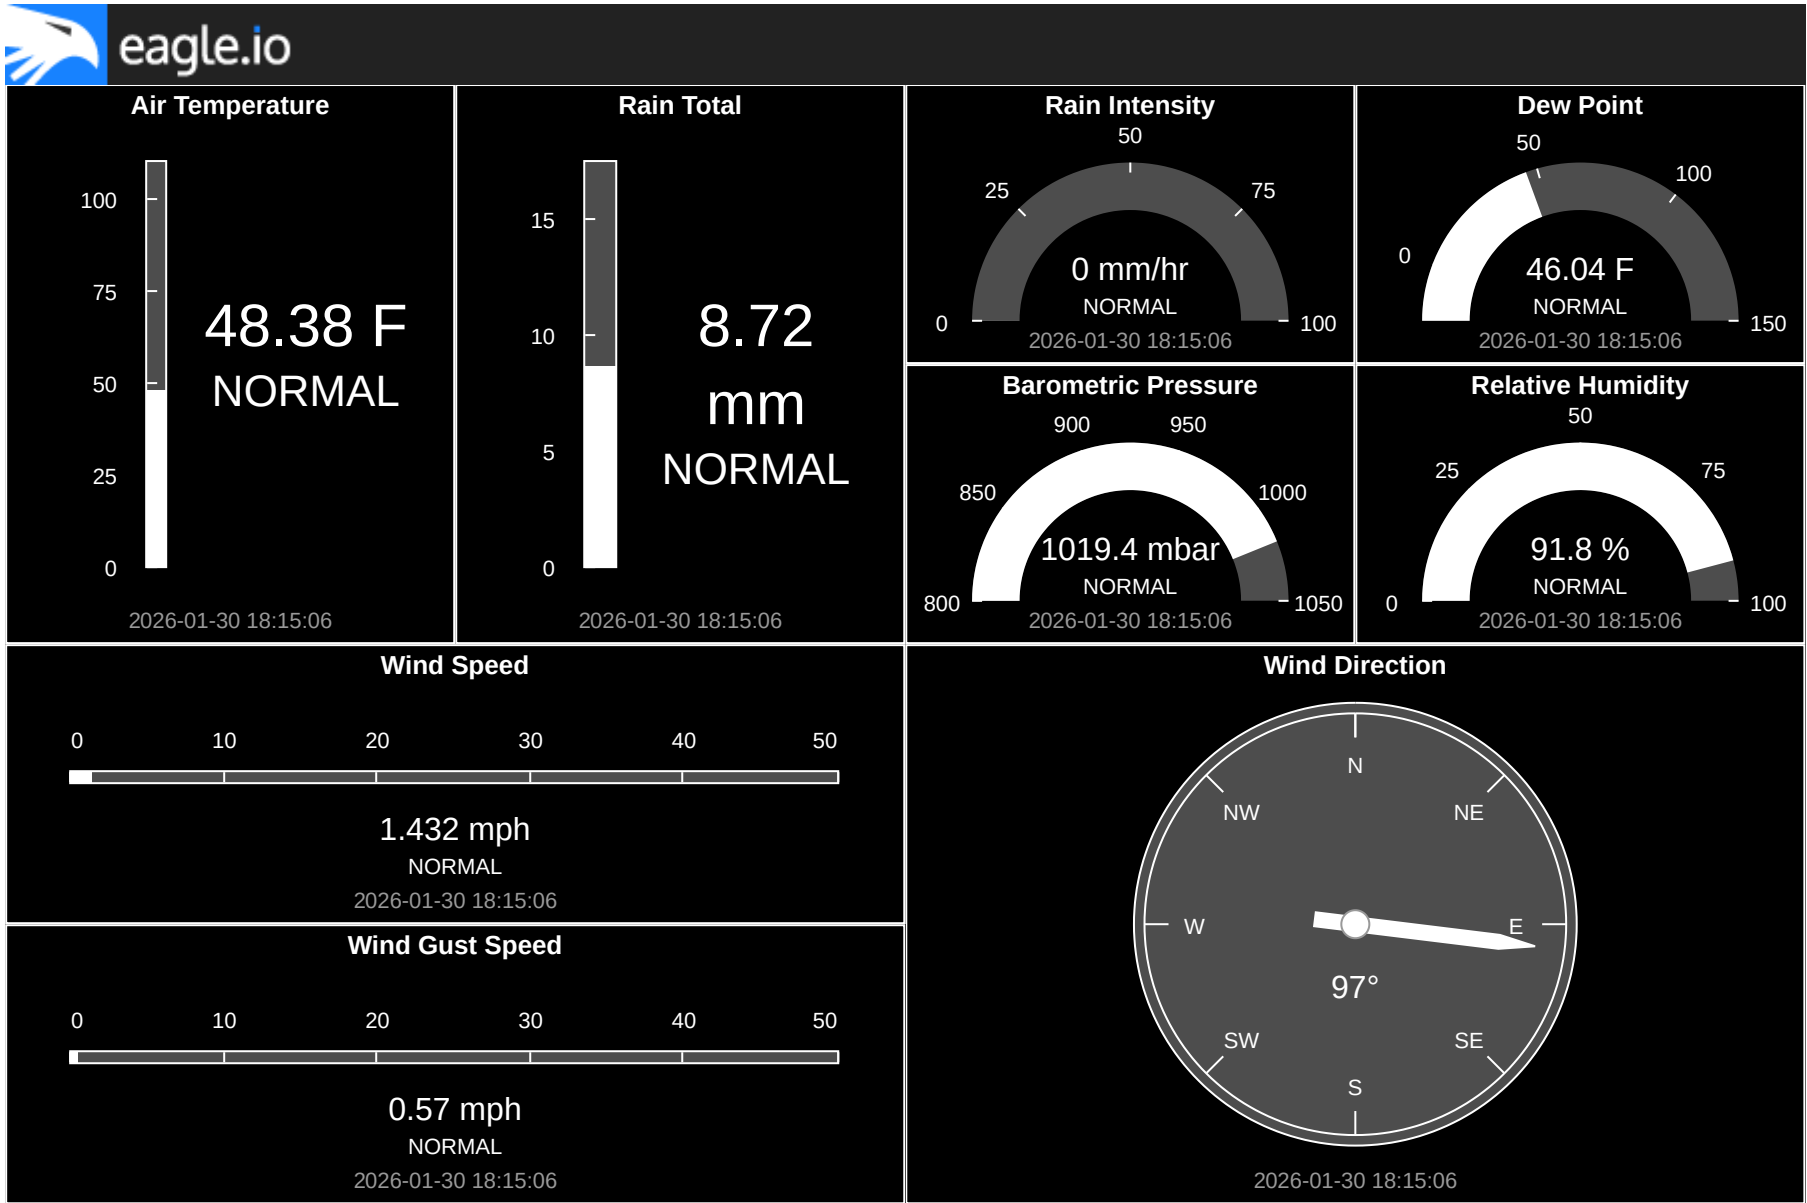 eagle.io
Air Temperature
100
75
50
25
0
48.38 F
NORMAL
2026-01-30 18:15:06
Rain Total
15
10
5
0
8.72
mm
NORMAL
2026-01-30 18:15:06
Rain Intensity
50
25
75
0
100
0 mm/hr
NORMAL
2026-01-30 18:15:06
Dew Point
50
100
0
150
46.04 F
NORMAL
2026-01-30 18:15:06
Barometric Pressure
900
950
850
1000
800
1050
1019.4 mbar
NORMAL
2026-01-30 18:15:06
Relative Humidity
50
25
75
0
100
91.8 %
NORMAL
2026-01-30 18:15:06
Wind Speed
0 10 20 30 40 50
1.432 mph
NORMAL
2026-01-30 18:15:06
Wind Gust Speed
0 10 20 30 40 50
0.57 mph
NORMAL
2026-01-30 18:15:06
Wind Direction
N
NW
NE
W
E
97°
SW
SE
S
2026-01-30 18:15:06